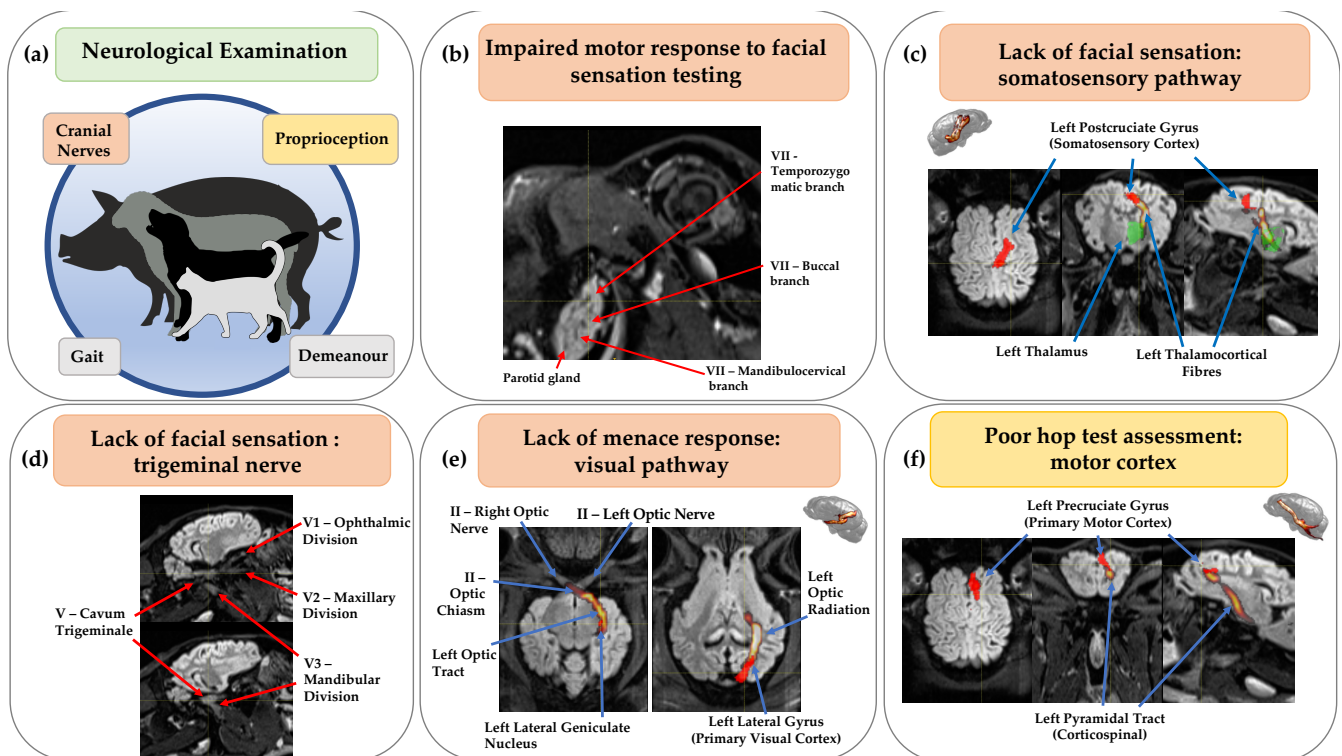 (a)
Neurological Examination
Cranial
Nerves
Proprioception
Gait
Demeanour
(b)
Impaired motor response to facial
sensation testing
VII -
Temporozygo
matic branch
VII – Buccal
branch
VII – Mandibulocervical
branch
Parotid gland
(c)
Lack of facial sensation:
somatosensory pathway
Left Postcruciate Gyrus
(Somatosensory Cortex)
Left Thalamus
Left Thalamocortical
Fibres
(d)
Lack of facial sensation :
trigeminal nerve
V1 – Ophthalmic
Division
V – Cavum
Trigeminale
V2 – Maxillary
Division
V3 –
Mandibular
Division
(e)
Lack of menace response:
visual pathway
II – Right Optic
Nerve
II – Left Optic Nerve
II –
Optic
Chiasm
Left Optic
Tract
Left
Optic
Radiation
Left Lateral Geniculate
Nucleus
Left Lateral Gyrus
(Primary Visual Cortex)
(f)
Poor hop test assessment:
motor cortex
Left Precruciate Gyrus
(Primary Motor Cortex)
Left Pyramidal Tract
(Corticospinal)